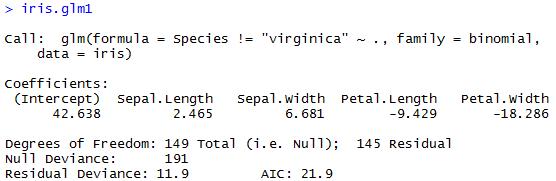 > iris.glm1
Call:  glm(formula = Species != "virginica" ~ ., family = binomial,
    data = iris)
Coefficients:
 (Intercept)  Sepal.Length   Sepal.Width  Petal.Length   Petal.Width
      42.638         2.465         6.681        -9.429       -18.286
Degrees of Freedom: 149 Total (i.e. Null);  145 Residual
Null Deviance:      191
Residual Deviance: 11.9        AIC: 21.9